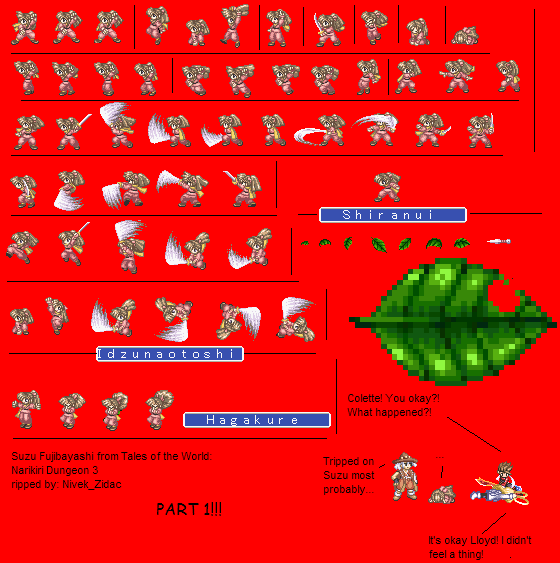 Shiranui
Idzunaotoshi
Hagakure
Colette! You okay?!
What happened?!
Suzu Fujibayashi from Tales of the World:
Narikiri Dungeon 3
ripped by: Nivek_Zidac
PART 1!!!
Tripped on
Suzu most
probably...
...
It's okay Lloyd! I didn't
feel a thing!